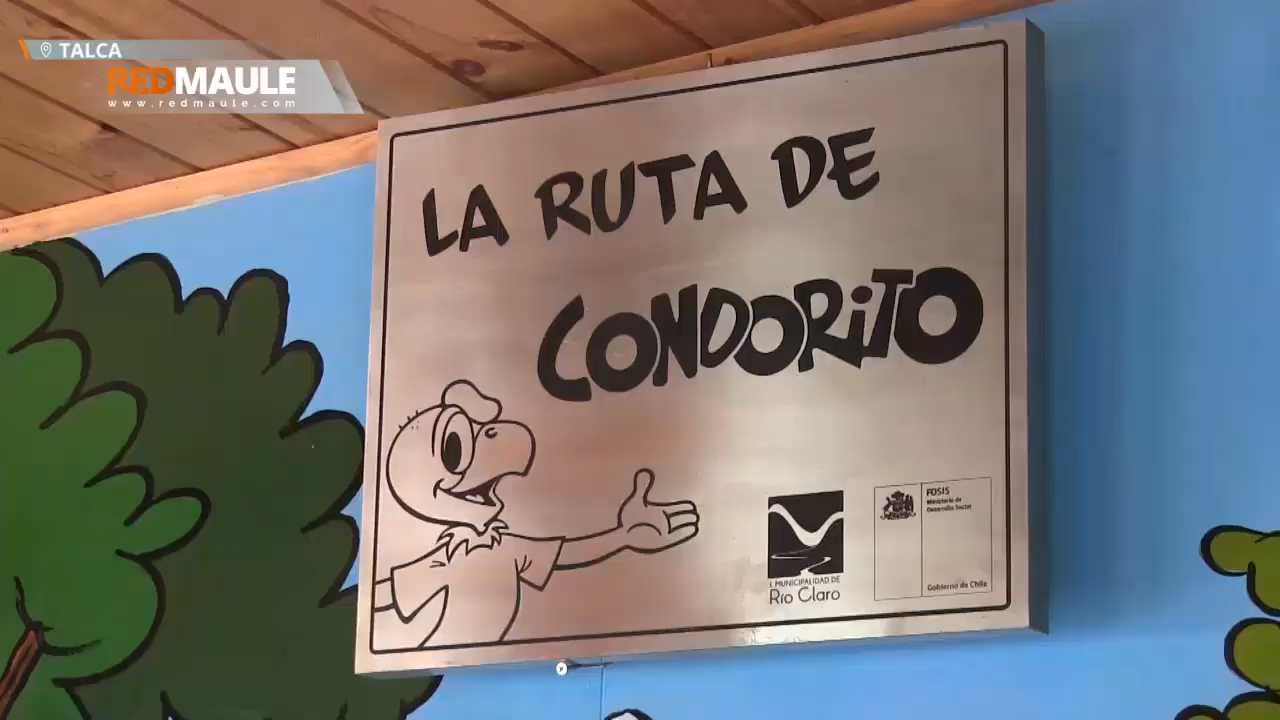 TALCA
REDMAULE
www.redmaule.com
LA RUTA DE
CONDORiTO
I. MUNICIPALIDAD DE
Río Claro
FOSIS
Ministerio de
Desarrollo Social
Gobierno de Chile